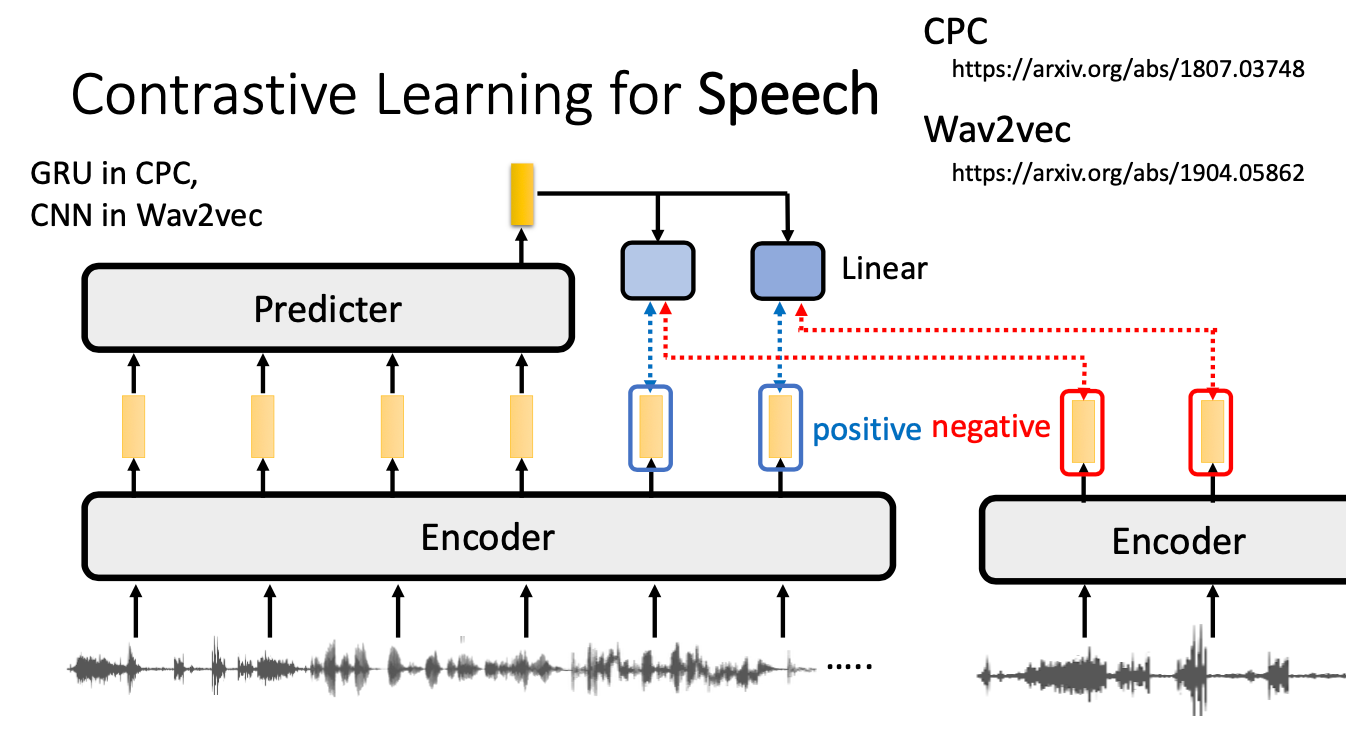 Contrastive Learning for Speech
CPC
https://arxiv.org/abs/1807.03748
Wav2vec
https://arxiv.org/abs/1904.05862
GRU in CPC,
CNN in Wav2vec
Predicter
Linear
positive
negative
Encoder
Encoder
.....